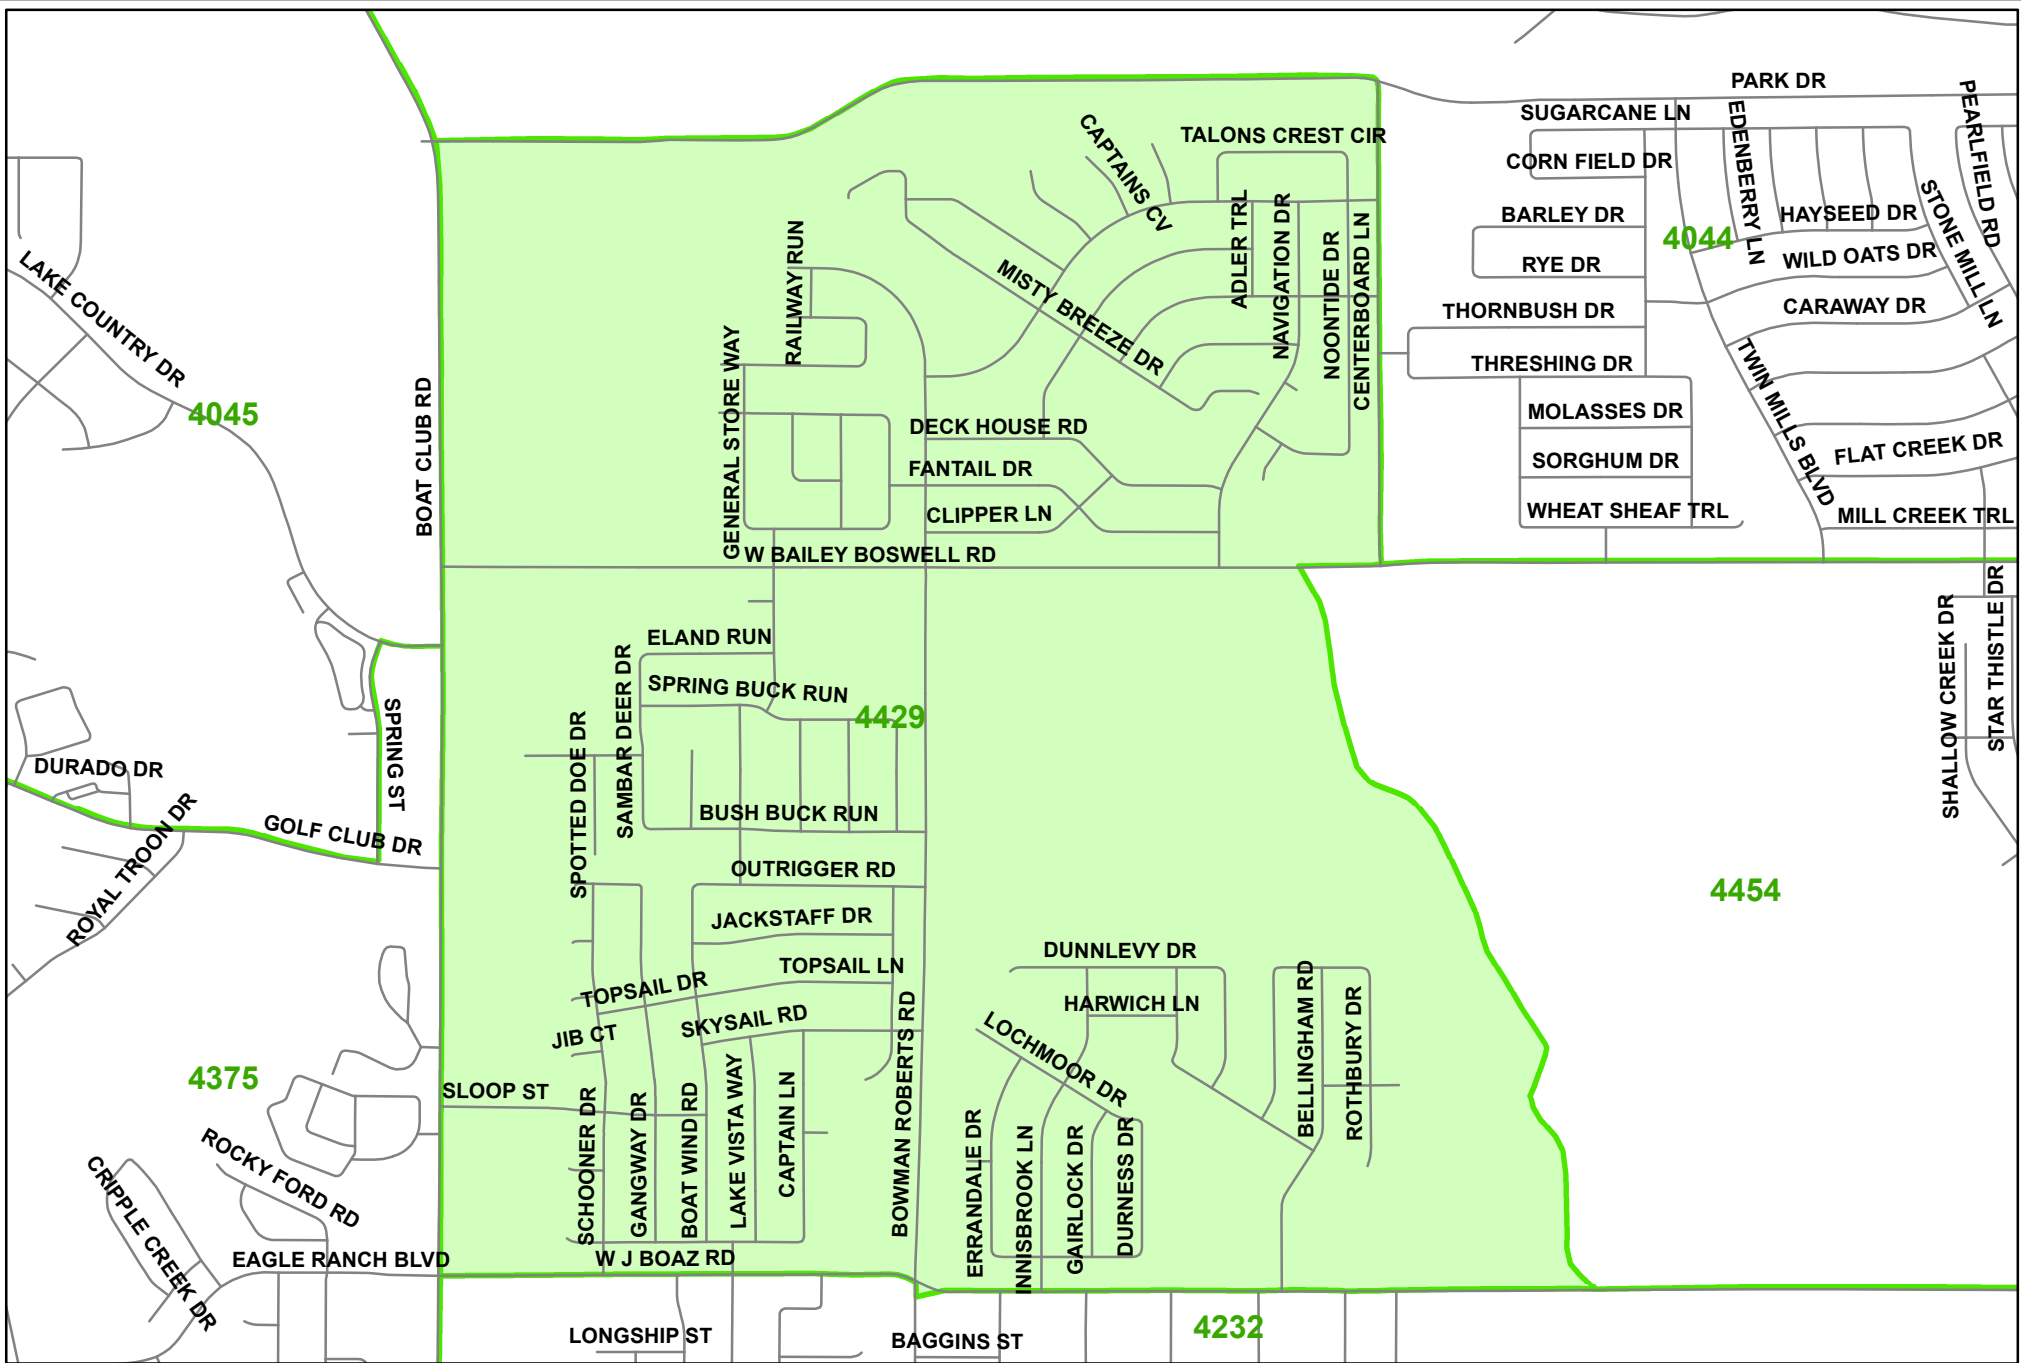 PARK DR
SUGARCANE LN
PEARLFIELD RD
EDENBERRY LN
CAPTAINS CV
TALONS CREST CIR
CORN FIELD DR
STONE MILL LN
BARLEY DR
HAYSEED DR
4044
WILD OATS DR
RYE DR
ADLER TRL
NAVIGATION DR
NOONTIDE DR
CENTERBOARD LN
RAILWAY RUN
MISTY BREEZE DR
LAKE COUNTRY DR
THORNBUSH DR
CARAWAY DR
THRESHING DR
TWIN MILLS BLVD
GENERAL STORE WAY
BOAT CLUB RD
4045
MOLASSES DR
DECK HOUSE RD
FLAT CREEK DR
FANTAIL DR
SORGHUM DR
CLIPPER LN
WHEAT SHEAF TRL
MILL CREEK TRL
W BAILEY BOSWELL RD
SHALLOW CREEK DR
STAR THISTLE DR
ELAND RUN
SAMBAR DEER DR
SPRING BUCK RUN
4429
SPOTTED DOE DR
SPRING ST
DURADO DR
BUSH BUCK RUN
GOLF CLUB DR
ROYAL TROON DR
OUTRIGGER RD
4454
JACKSTAFF DR
DUNNLEVY DR
TOPSAIL LN
TOPSAIL DR
HARWICH LN
BELLINGHAM RD
ROTHBURY DR
SKYSAIL RD
JIB CT
LOCHMOOR DR
BOWMAN ROBERTS RD
4375
SLOOP ST
SCHOONER DR
GANGWAY DR
BOAT WIND RD
LAKE VISTA WAY
CAPTAIN LN
ERRANDALE DR
INNISBROOK LN
GAIRLOCK DR
DURNESS DR
ROCKY FORD RD
CRIPPLE CREEK DR
EAGLE RANCH BLVD
W J BOAZ RD
4232
LONGSHIP ST
BAGGINS ST